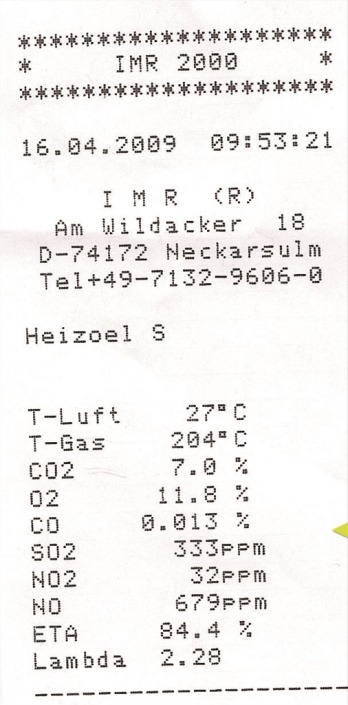 ********************
* IMR 2000 *
********************
16.04.2009 09:53:21
I M R (R)
Am Wildacker 18
D-74172 Neckarsulm
Tel+49-7132-9606-0
Heizoel S
T-Luft 27°C
T-Gas 204°C
CO2 7.0 %
O2 11.8 %
CO 0.013 %
SO2 333ppm
NO2 32ppm
NO 679ppm
ETA 84.4 %
Lambda 2.28
--------------------